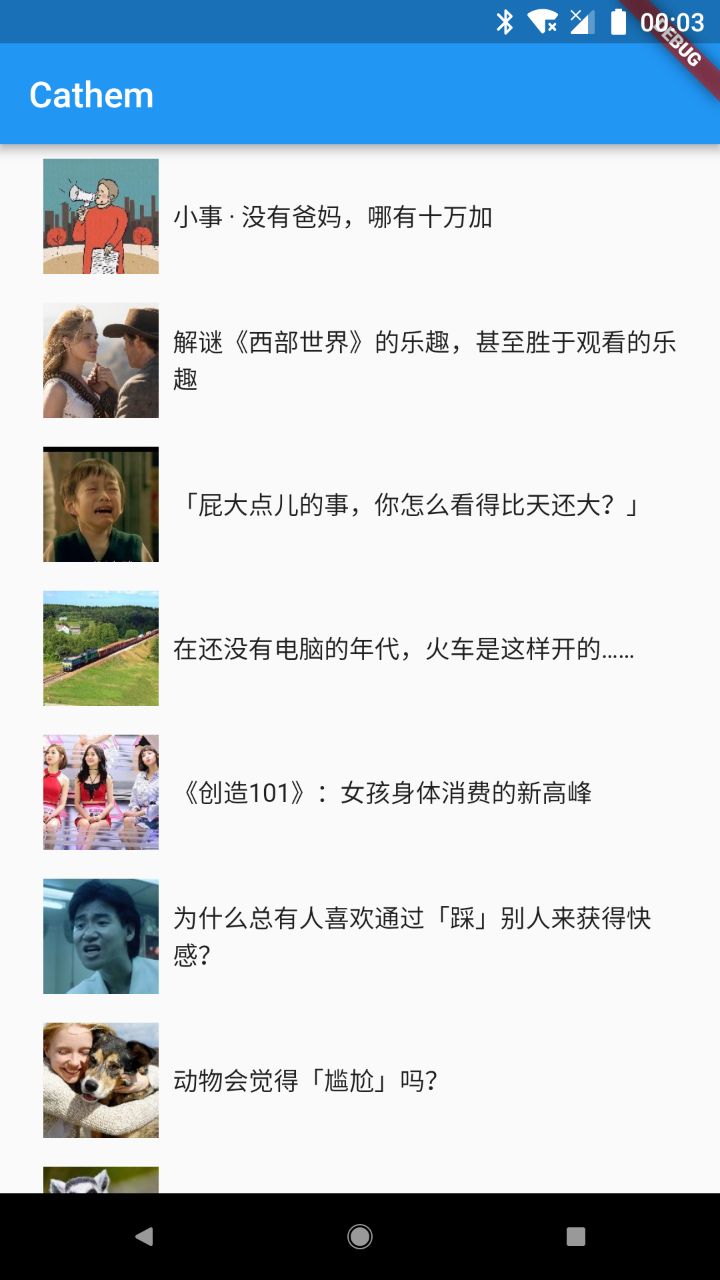 00:03
DEBUG
Cathem
小事 · 没有爸妈，哪有十万加
解谜《西部世界》的乐趣，甚至胜于观看的乐
趣
「屁大点儿的事，你怎么看得比天还大？」
在还没有电脑的年代，火车是这样开的……
《创造101》：女孩身体消费的新高峰
为什么总有人喜欢通过「踩」别人来获得快
感？
动物会觉得「尴尬」吗？